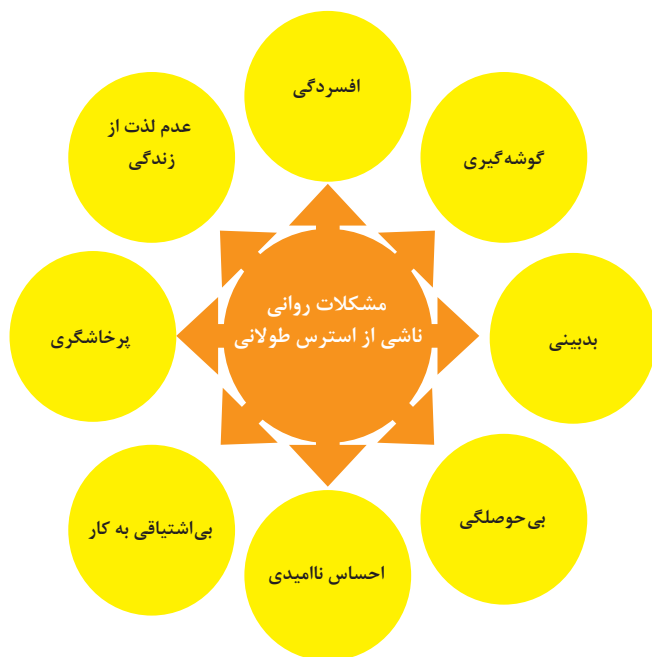 افسردگی
گوشه‌گیری
عدم لذت از
زندگی
مشکلات روانی
ناشی از استرس طولانی
بدبینی
پرخاشگری
بی‌حوصلگی
بی‌اشتیاقی به کار
احساس ناامیدی